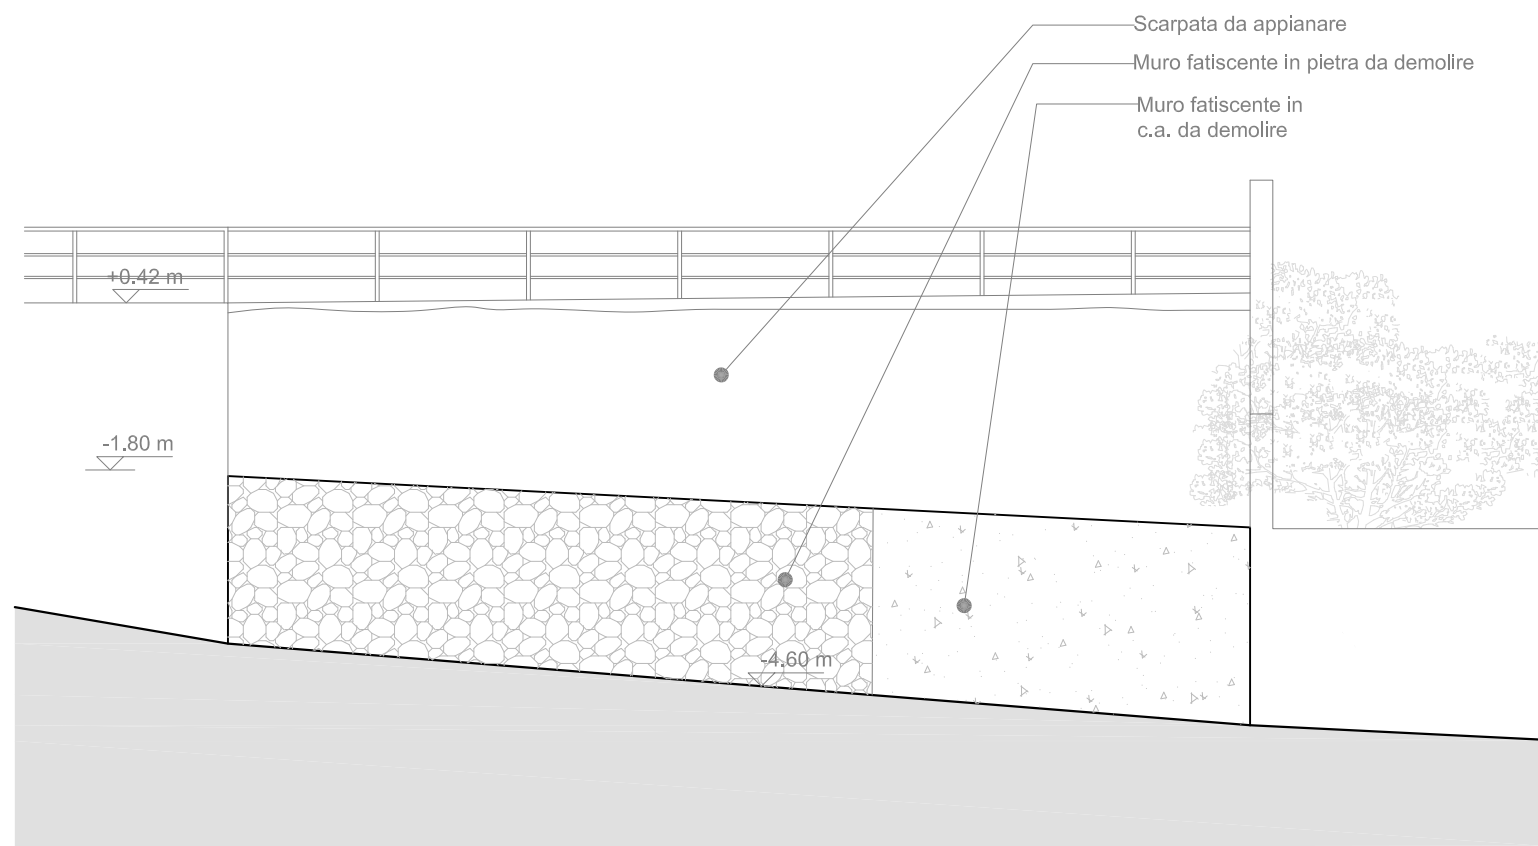 Scarpata da appianare
Muro fatiscente in pietra da demolire
Muro fatiscente in
c.a. da demolire
+0.42 m
-1.80 m
-4.60 m